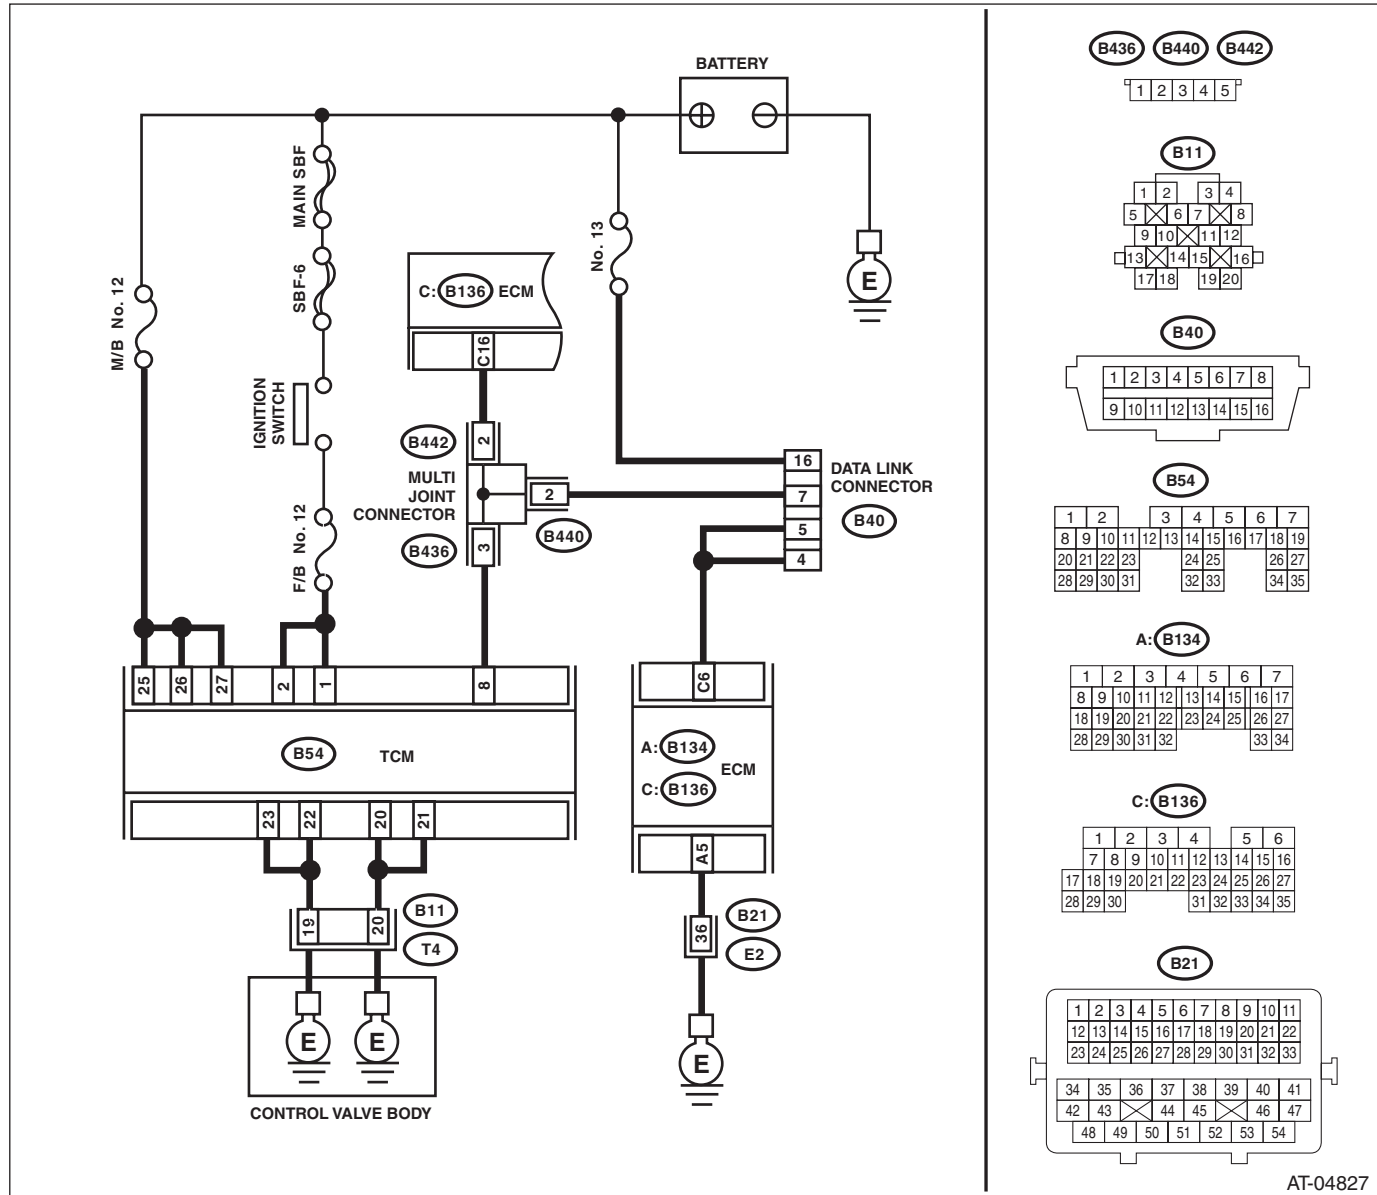 BATTERY
MAIN SBF
SBF-6
No. 13
M/B No. 12
C: B136 ECM
C16
E
IGNITION
SWITCH
B442
2
MULTI
JOINT
CONNECTOR
2
B440
B436
3
16
7
5
4
DATA LINK
CONNECTOR
B40
F/B No. 12
25 26 27 2 1 8
B54 TCM
23 22 20 21
C6
A: B134
C: B136
ECM
A5
19 20
B11
T4
36
B21
E2
E E
E
CONTROL VALVE BODY
B436 B440 B442
1 2 3 4 5
B11
1 2 3 4
5 6 7 8
9 10 11 12
13 14 15 16
17 18 19 20
B40
1 2 3 4 5 6 7 8
9 10 11 12 13 14 15 16
B54
1 2 3 4 5 6 7
8 9 10 11 12 13 14 15 16 17 18 19
20 21 22 23 24 25 26 27
28 29 30 31 32 33 34 35
A: B134
1 2 3 4 5 6 7
8 9 10 11 12 13 14 15 16 17
18 19 20 21 22 23 24 25 26 27
28 29 30 31 32 33 34
C: B136
1 2 3 4 5 6
7 8 9 10 11 12 13 14 15 16
17 18 19 20 21 22 23 24 25 26 27
28 29 30 31 32 33 34 35
B21
1 2 3 4 5 6 7 8 9 10 11
12 13 14 15 16 17 18 19 20 21 22
23 24 25 26 27 28 29 30 31 32 33
34 35 36 37 38 39 40 41
42 43 44 45 46 47
48 49 50 51 52 53 54
AT-04827